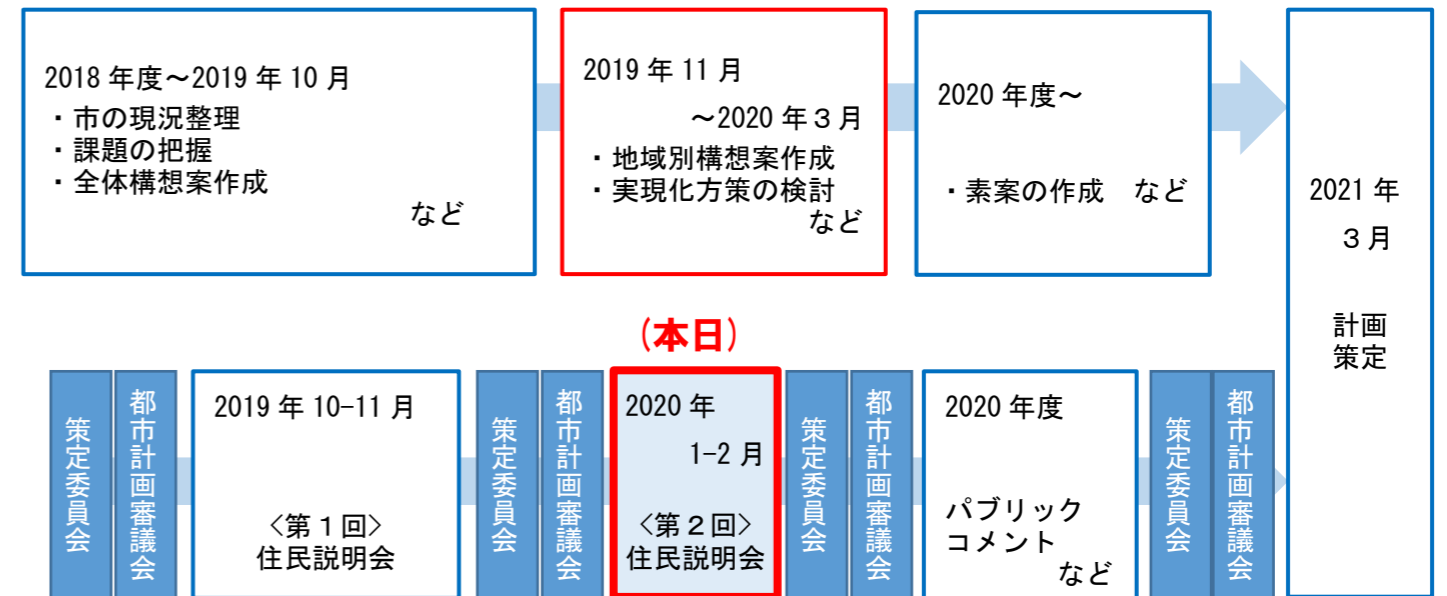 2018 年度～2019 年 10 月
・市の現況整理
・課題の把握
・全体構想案作成
など
2019 年 11 月
～2020 年３月
・地域別構想案作成
・実現化方策の検討
など
2020 年度～
・素案の作成　など
2021 年
３月
計画
策定
(本日)
策定委員会
都市計画審議会
2019 年 10-11 月
〈第１回〉
住民説明会
策定委員会
都市計画審議会
2020 年
1-2 月
〈第２回〉
住民説明会
策定委員会
都市計画審議会
2020 年度
パブリック
コメント
など
策定委員会
都市計画審議会